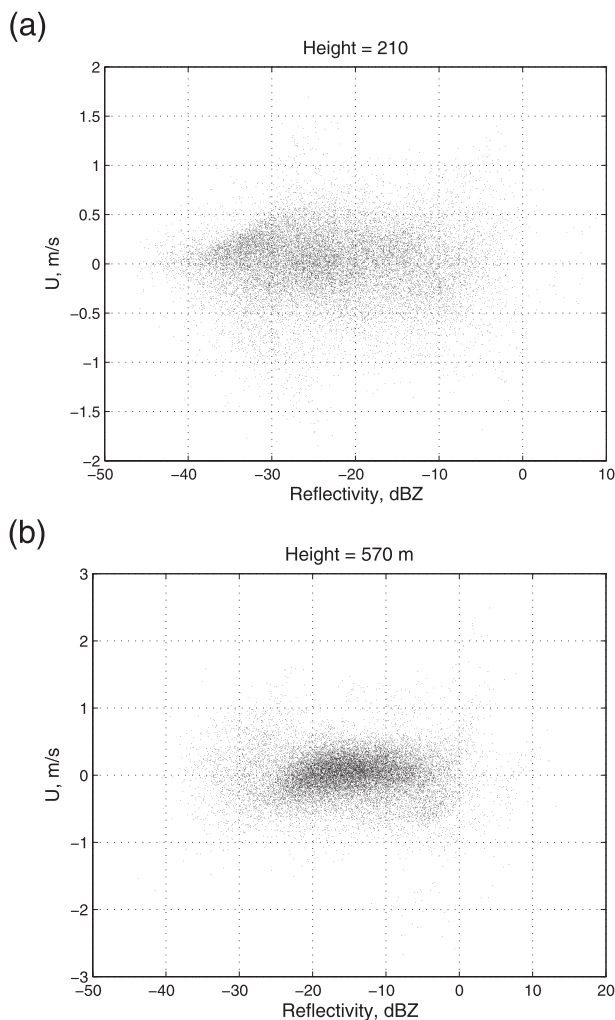 (a)
Height = 210
2
1.5
1
0.5
0
−0.5
−1
−1.5
−2
U, m/s
−50 −40 −30 −20 −10 0 10
Reflectivity, dBZ
(b)
Height = 570 m
3
2
1
0
−1
−2
−3
U, m/s
−50 −40 −30 −20 −10 0 10 20
Reflectivity, dBZ